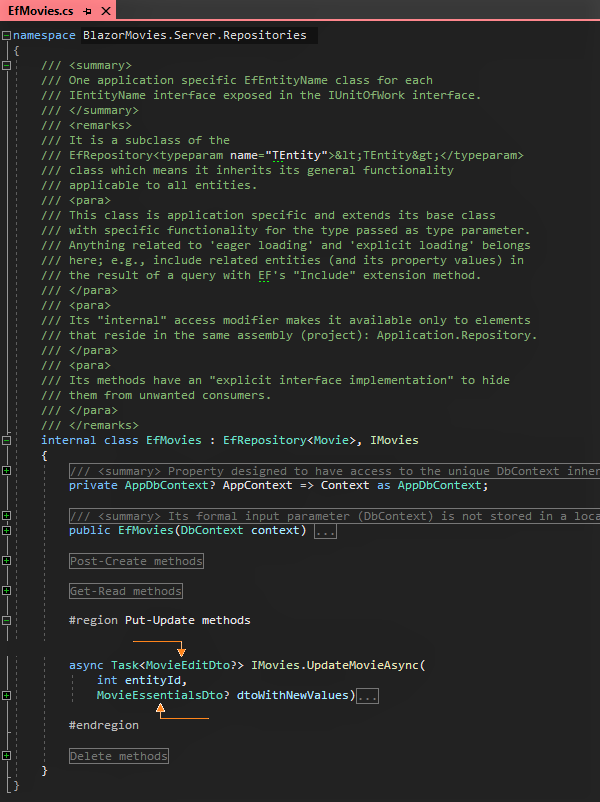 EfMovies.cs
namespace BlazorMovies.Server.Repositories
{
/// <summary>
/// One application specific EfEntityName class for each
/// IEntityName interface exposed in the IUnitOfWork interface.
/// </summary>
/// <remarks>
/// It is a subclass of the
/// EfRepository<typeparam name="TEntity">&lt;TEntity&gt;</typeparam>
/// class which means it inherits its general functionality
/// applicable to all entities.
/// <para>
/// This class is application specific and extends its base class
/// with specific functionality for the type passed as type parameter.
/// Anything related to 'eager loading' and 'explicit loading' belongs
/// here; e.g., include related entities (and its property values) in
/// the result of a query with EF's "Include" extension method.
/// </para>
/// <para>
/// Its "internal" access modifier makes it available only to elements
/// that reside in the same assembly (project): Application.Repository.
/// </para>
/// <para>
/// Its methods have an "explicit interface implementation" to hide
/// them from unwanted consumers.
/// </para>
/// </remarks>
internal class EfMovies : EfRepository<Movie>, IMovies
{
/// <summary> Property designed to have access to the unique DbContext inher
private AppDbContext? AppContext => Context as AppDbContext;
/// <summary> Its formal input parameter (DbContext) is not stored in a loca
public EfMovies(DbContext context) ...
Post-Create methods
Get-Read methods
#region Put-Update methods
async Task<MovieEditDto?> IMovies.UpdateMovieAsync(
int entityId,
MovieEssentialsDto? dtoWithNewValues)...
#endregion
Delete methods
}
}